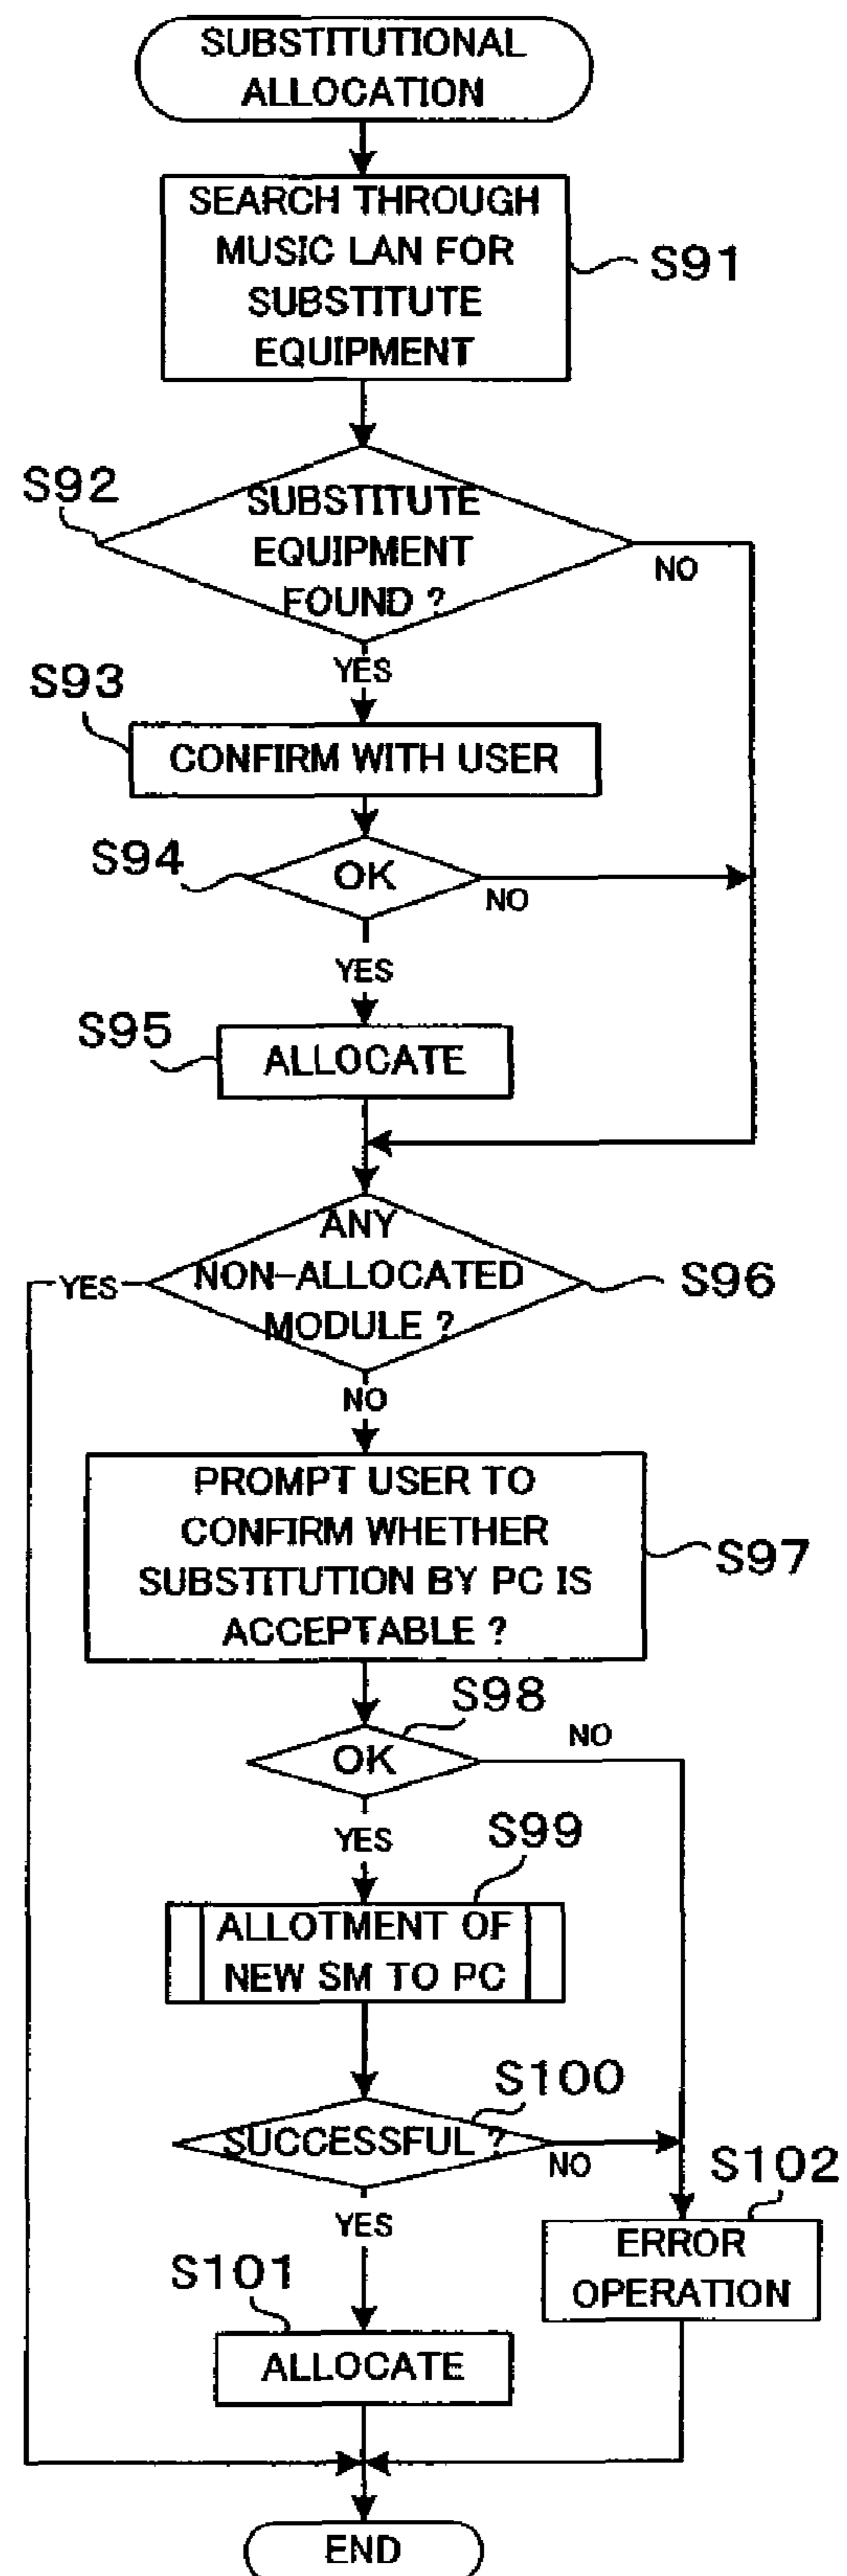 SUBSTITUTIONAL
ALLOCATION
SEARCH THROUGH
MUSIC LAN FOR
SUBSTITUTE
EQUIPMENT
S91
S92
SUBSTITUTE
EQUIPMENT
FOUND ?
NO
YES
S93
CONFIRM WITH USER
S94
OK
NO
YES
S95
ALLOCATE
ANY
NON-ALLOCATED
MODULE ?
YES
S96
NO
PROMPT USER TO
CONFIRM WHETHER
SUBSTITUTION BY PC IS
ACCEPTABLE ?
S97
S98
OK
NO
YES
S99
ALLOTMENT OF
NEW SM TO PC
S100
SUCCESSFUL ?
NO
YES
S102
ERROR
OPERATION
S101
ALLOCATE
END